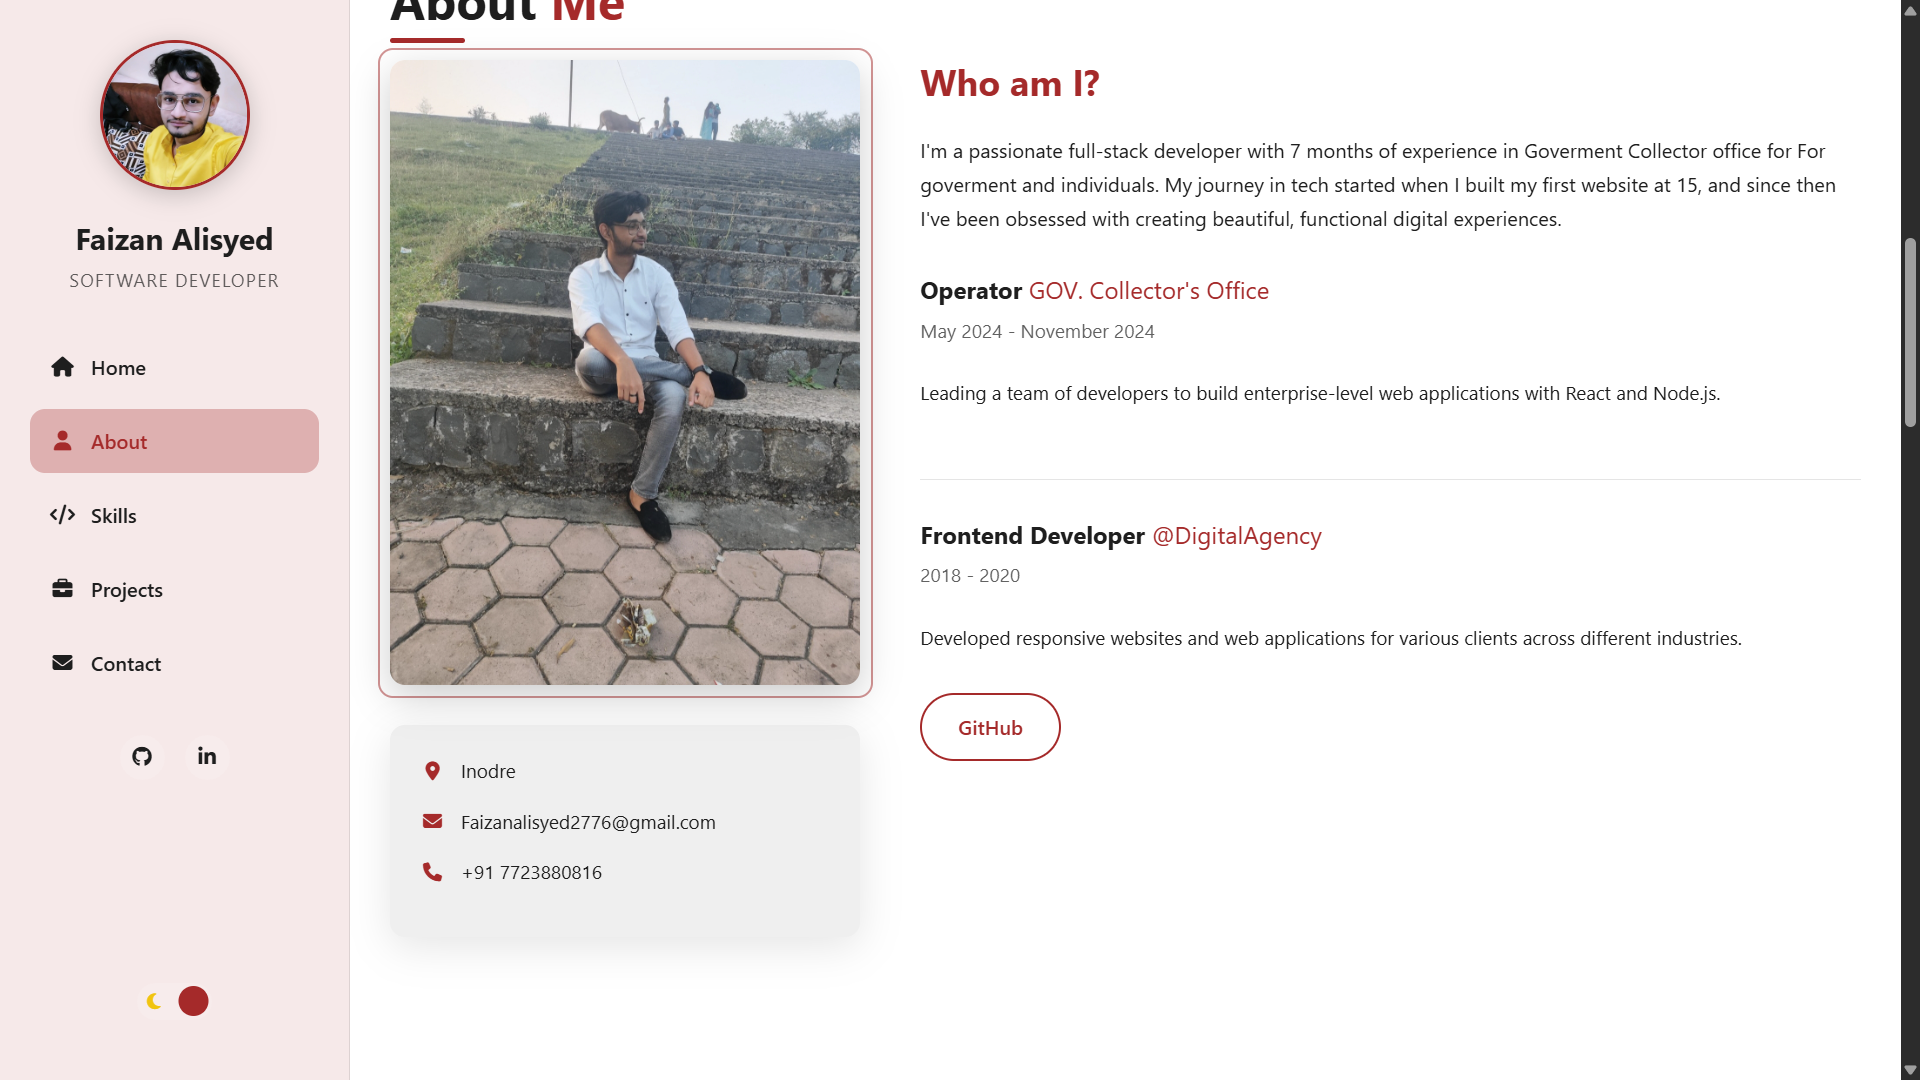 Faizan Alisyed
SOFTWARE DEVELOPER
Home
About
Skills
Projects
Contact
About Me
Inodre
Faizanalisyed2776@gmail.com
+91 7723880816
Who am I?
I'm a passionate full-stack developer with 7 months of experience in Goverment Collector office for For
goverment and individuals. My journey in tech started when I built my first website at 15, and since then
I've been obsessed with creating beautiful, functional digital experiences.
Operator GOV. Collector's Office
May 2024 - November 2024
Leading a team of developers to build enterprise-level web applications with React and Node.js.
Frontend Developer @DigitalAgency
2018 - 2020
Developed responsive websites and web applications for various clients across different industries.
GitHub